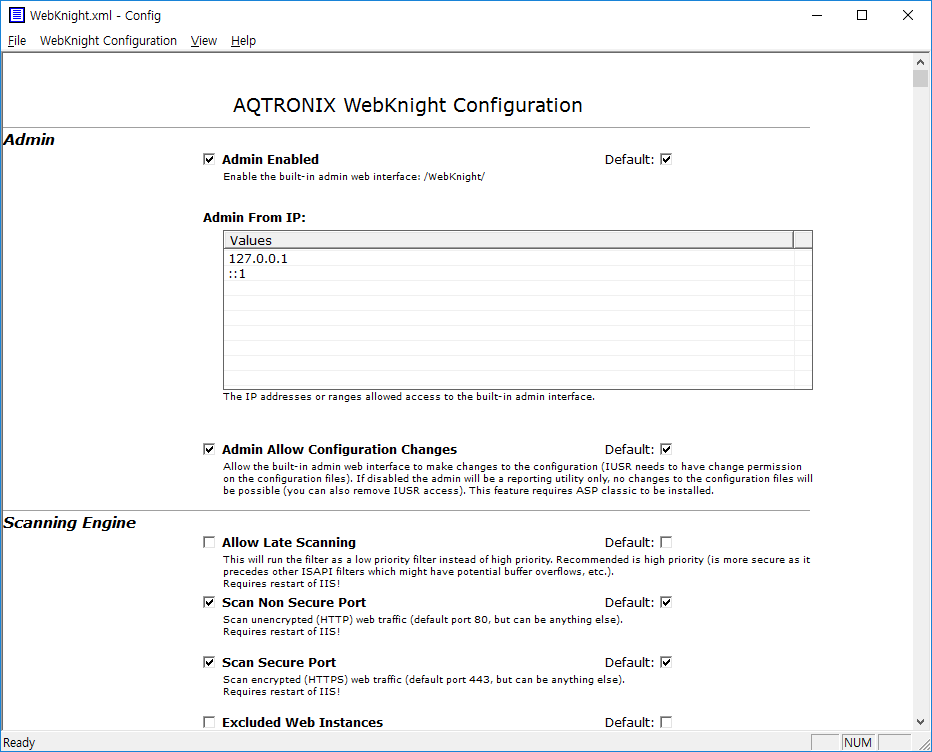 WebKnight.xml - Config
File WebKnight Configuration View Help
AQTRONIX WebKnight Configuration
Admin
Admin Enabled Default:
Enable the built-in admin web interface: /WebKnight/
Admin From IP:
Values
127.0.0.1
::1
The IP addresses or ranges allowed access to the built-in admin interface.
Admin Allow Configuration Changes Default:
Allow the built-in admin web interface to make changes to the configuration (IUSR needs to have change permission
on the configuration files). If disabled the admin will be a reporting utility only, no changes to the configuration files will
be possible (you can also remove IUSR access). This feature requires ASP classic to be installed.
Scanning Engine
Allow Late Scanning Default:
This will run the filter as a low priority filter instead of high priority. Recommended is high priority (is more secure as it
precedes other ISAPI filters which might have potential buffer overflows, etc.).
Requires restart of IIS!
Scan Non Secure Port Default:
Scan unencrypted (HTTP) web traffic (default port 80, but can be anything else).
Requires restart of IIS!
Scan Secure Port Default:
Scan encrypted (HTTPS) web traffic (default port 443, but can be anything else).
Requires restart of IIS!
Excluded Web Instances Default:
Ready NUM